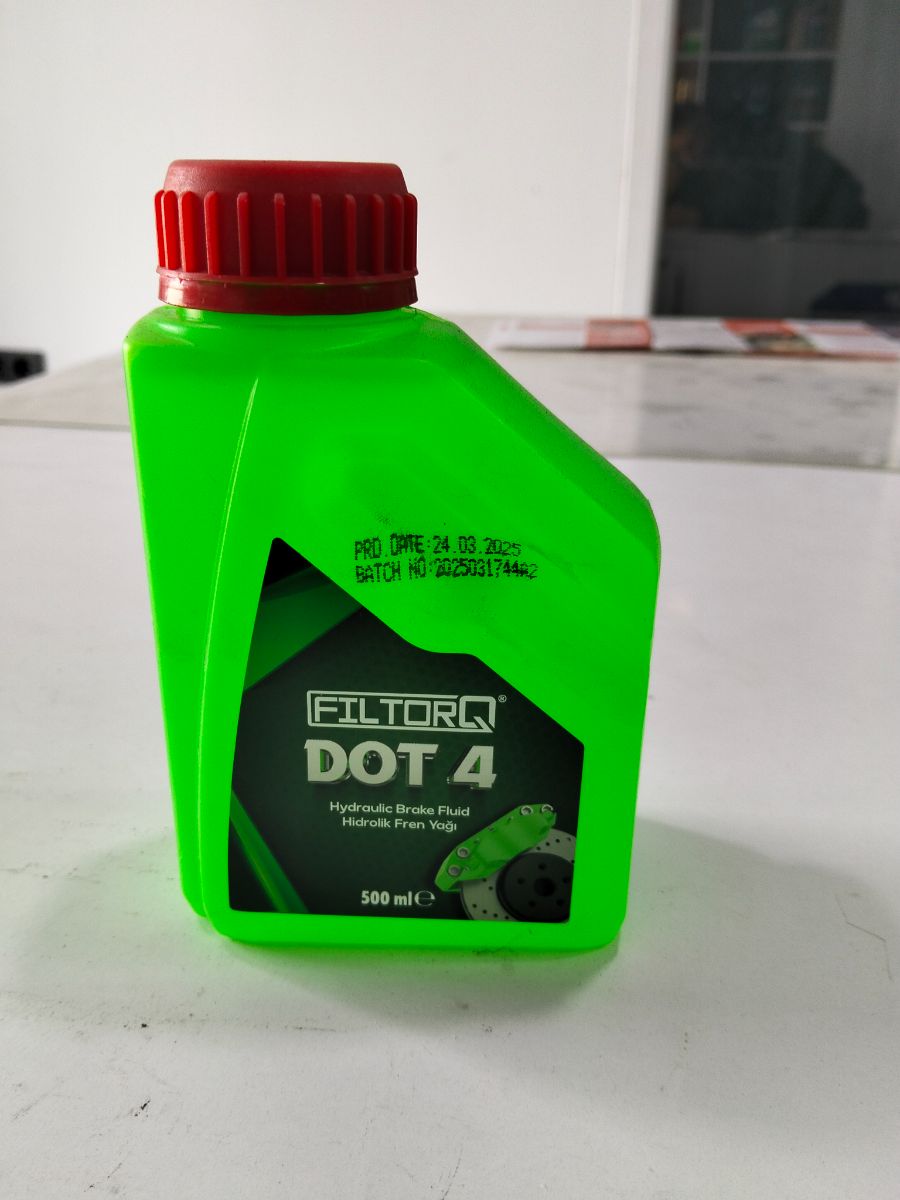 PRD.DATE:24.03.2025
BATCH NO:2025031744A2
FILTORQ®
DOT 4
Hydraulic Brake Fluid
Hidrolik Fren Yağı
500 ml℮